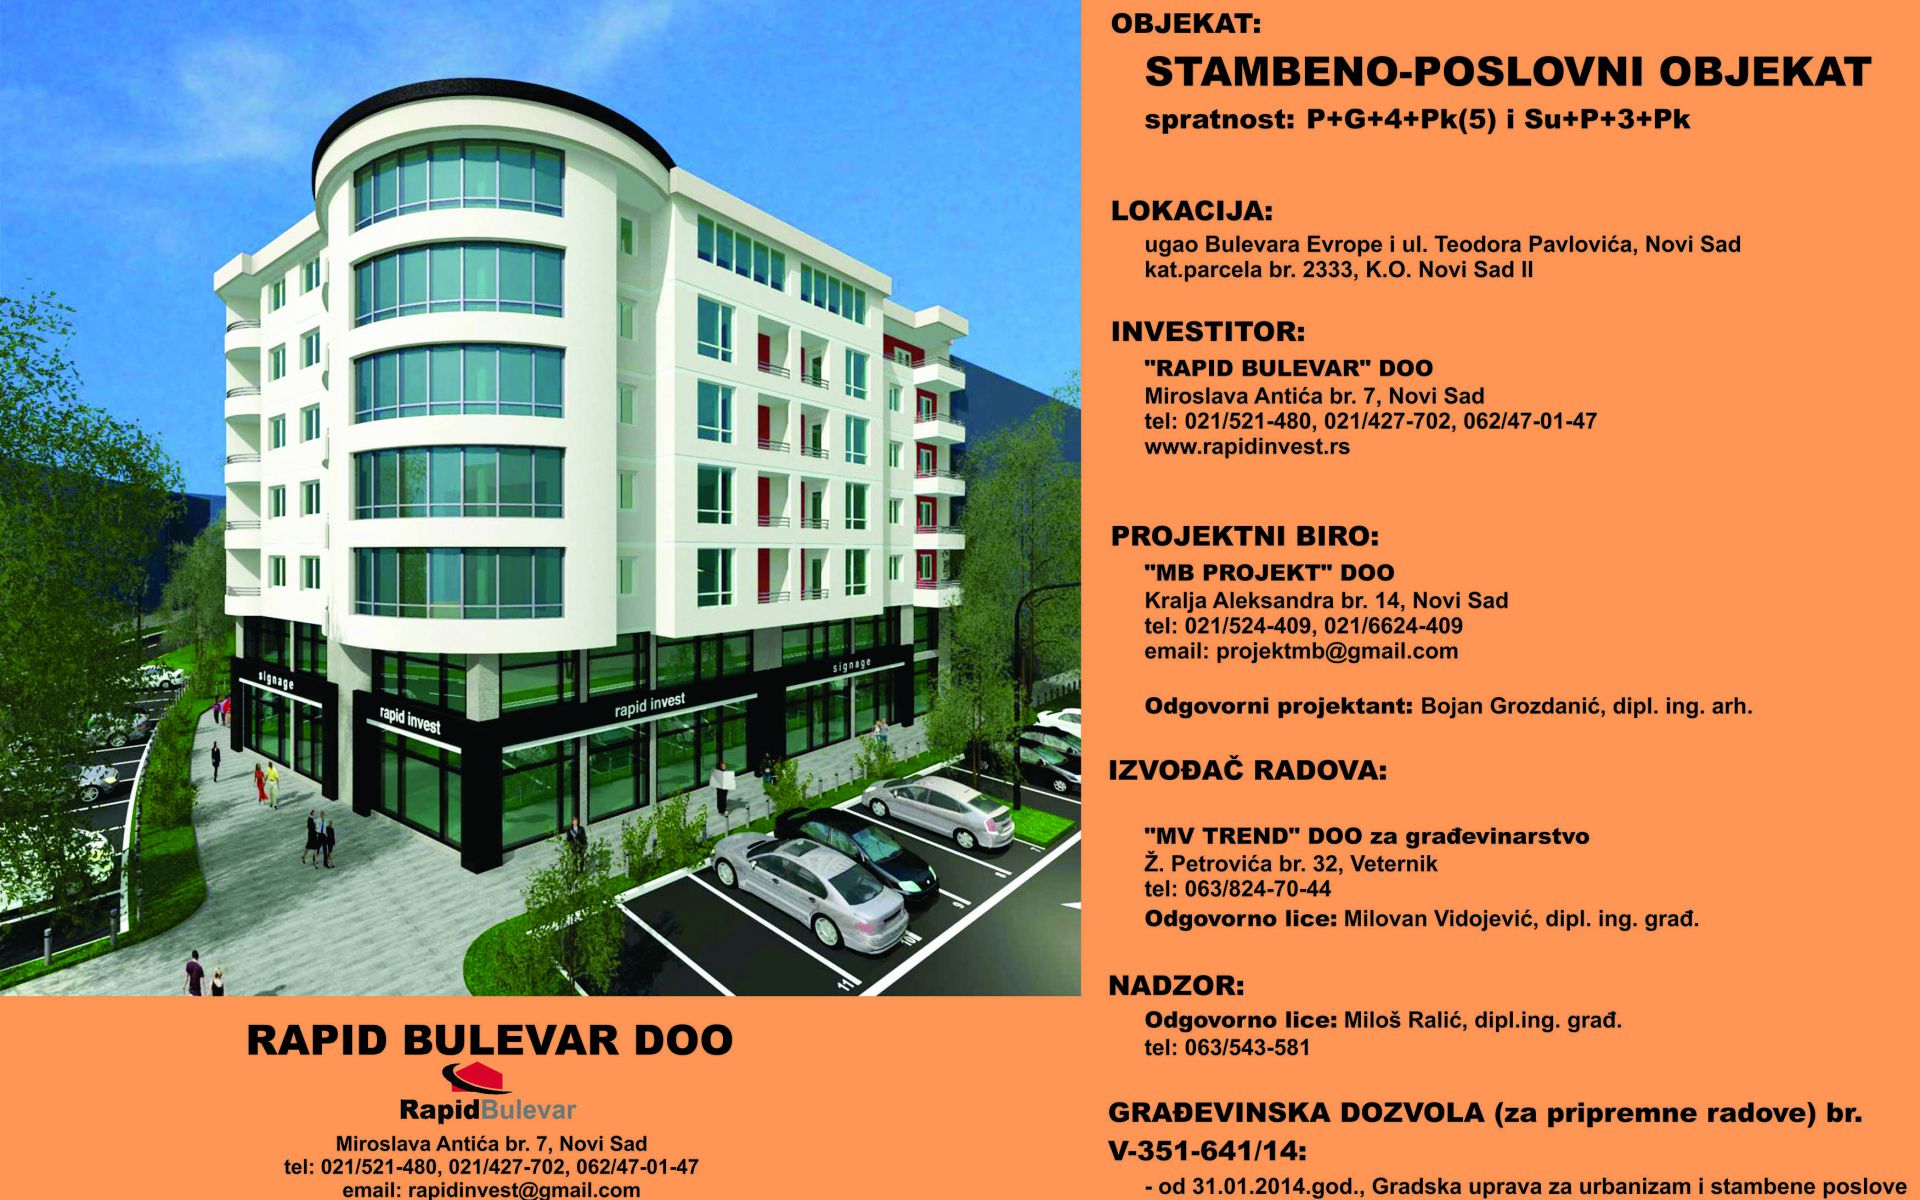 signage
rapid invest
rapid invest
signage
8
9
10
11
RAPID BULEVAR DOO
RapidBulevar
Miroslava Antića br. 7, Novi Sad
tel: 021/521-480, 021/427-702, 062/47-01-47
email: rapidinvest@gmail.com
OBJEKAT:
STAMBENO-POSLOVNI OBJEKAT
spratnost: P+G+4+Pk(5) i Su+P+3+Pk
LOKACIJA:
ugao Bulevara Evrope i ul. Teodora Pavlovića, Novi Sad
kat.parcela br. 2333, K.O. Novi Sad II
INVESTITOR:
"RAPID BULEVAR" DOO
Miroslava Antića br. 7, Novi Sad
tel: 021/521-480, 021/427-702, 062/47-01-47
www.rapidinvest.rs
PROJEKTNI BIRO:
"MB PROJEKT" DOO
Kralja Aleksandra br. 14, Novi Sad
tel: 021/524-409, 021/6624-409
email: projektmb@gmail.com
Odgovorni projektant: Bojan Grozdanić, dipl. ing. arh.
IZVOĐAČ RADOVA:
"MV TREND" DOO za građevinarstvo
Ž. Petrovića br. 32, Veternik
tel: 063/824-70-44
Odgovorno lice: Milovan Vidojević, dipl. ing. građ.
NADZOR:
Odgovorno lice: Miloš Ralić, dipl.ing. građ.
tel: 063/543-581
GRAĐEVINSKA DOZVOLA (za pripremne radove) br.
V-351-641/14:
- od 31.01.2014.god., Gradska uprava za urbanizam i stambene poslove